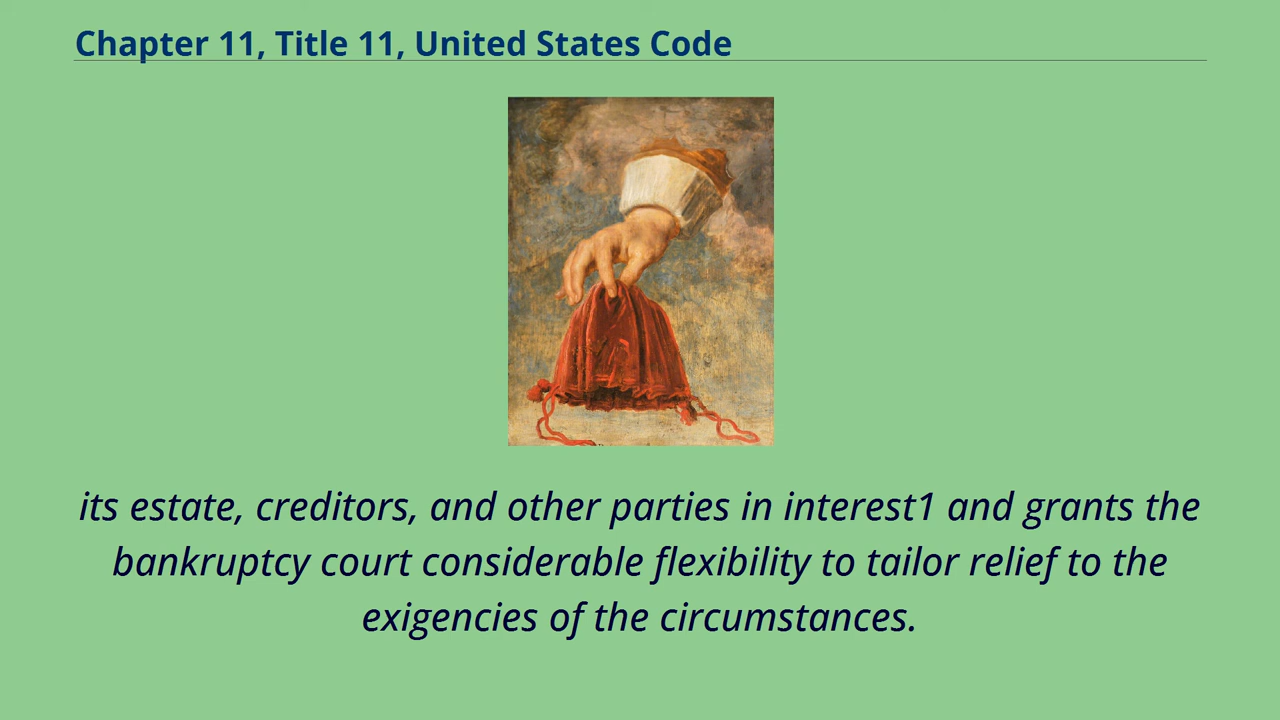 Chapter 11, Title 11, United States Code
its estate, creditors, and other parties in interest1 and grants the
bankruptcy court considerable flexibility to tailor relief to the
exigencies of the circumstances.